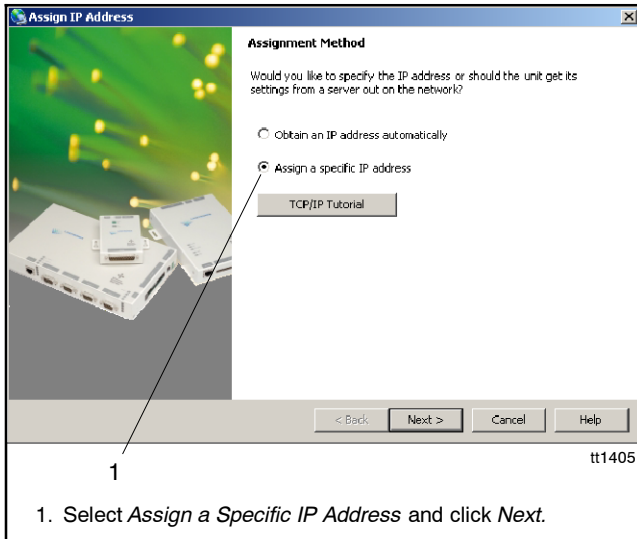 Assign IP Address
Assignment Method
Would you like to specify the IP address or should the unit get its
settings from a server out on the network?
Obtain an IP address automatically
Assign a specific IP address
TCP/IP Tutorial
< Back
Next >
Cancel
Help
tt1405
1
1. Select Assign a Specific IP Address and click Next.